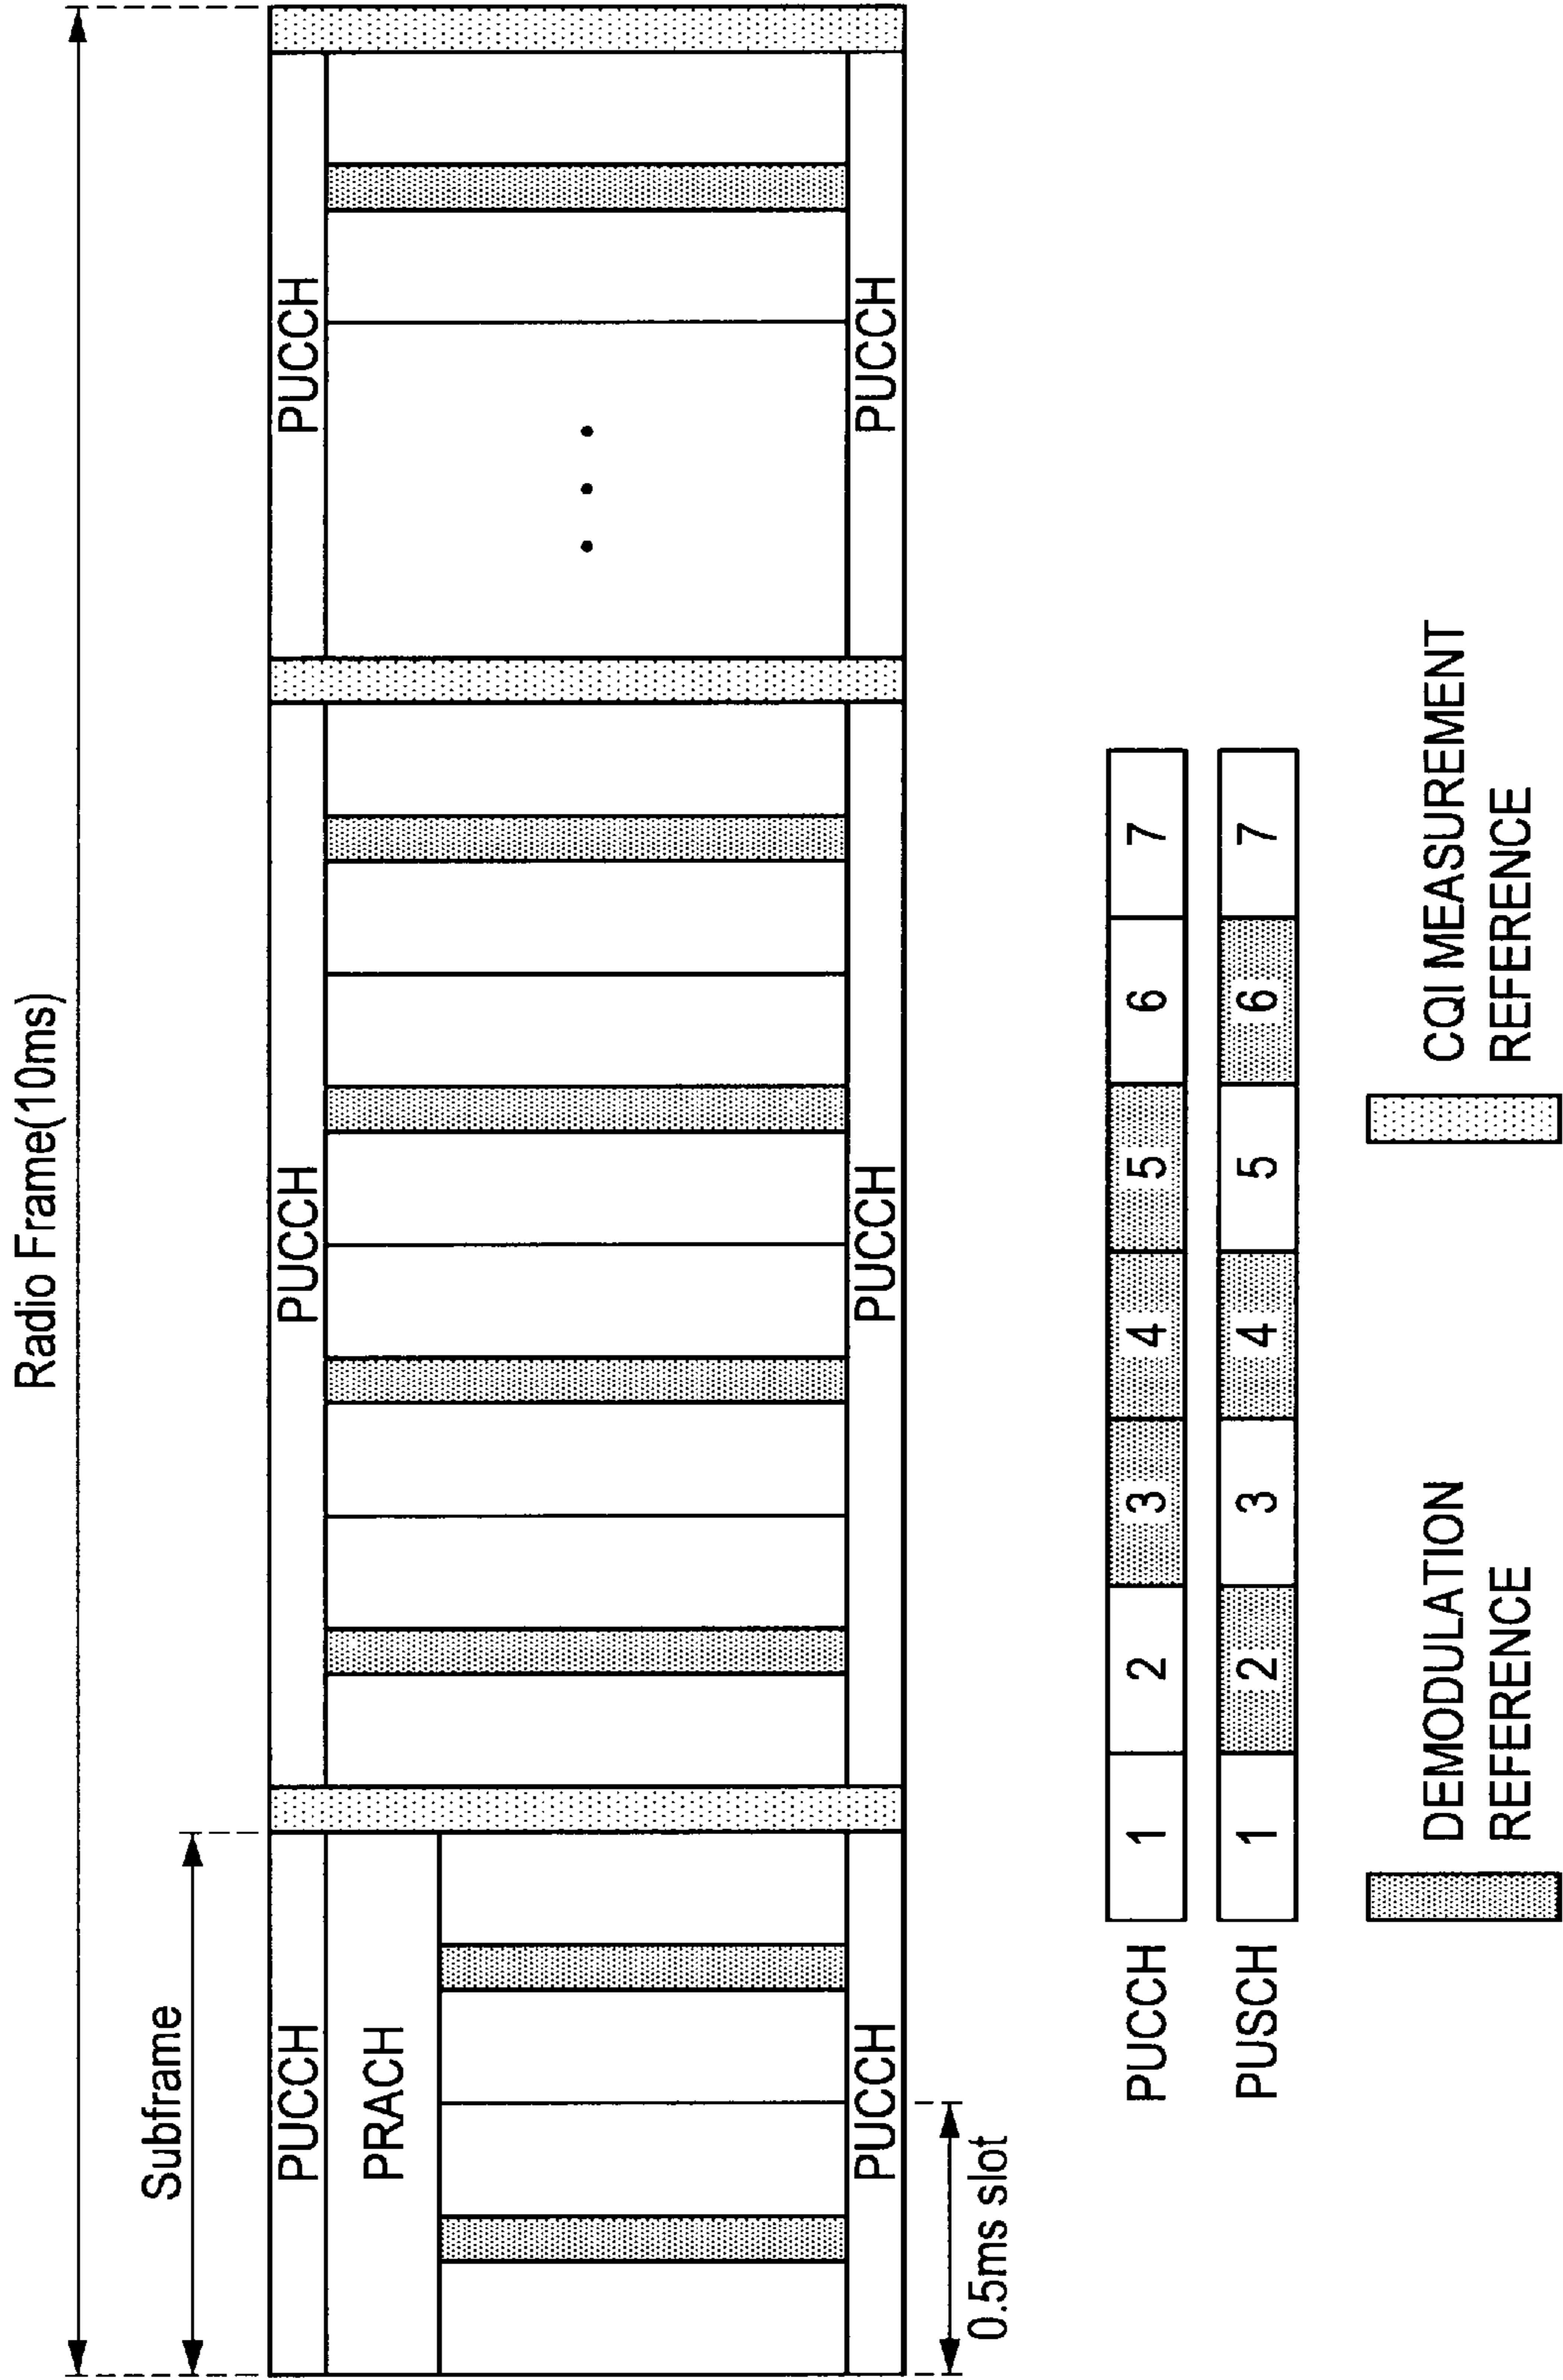 Radio Frame(10ms)
Subframe
PUCCH
PUCCH
PUCCH
PRACH
PUCCH
PUCCH
PUCCH
0.5ms slot
PUCCH 1 2 3 4 5 6 7
PUSCH 1 2 3 4 5 6 7
DEMODULATION
REFERENCE
CQI MEASUREMENT
REFERENCE